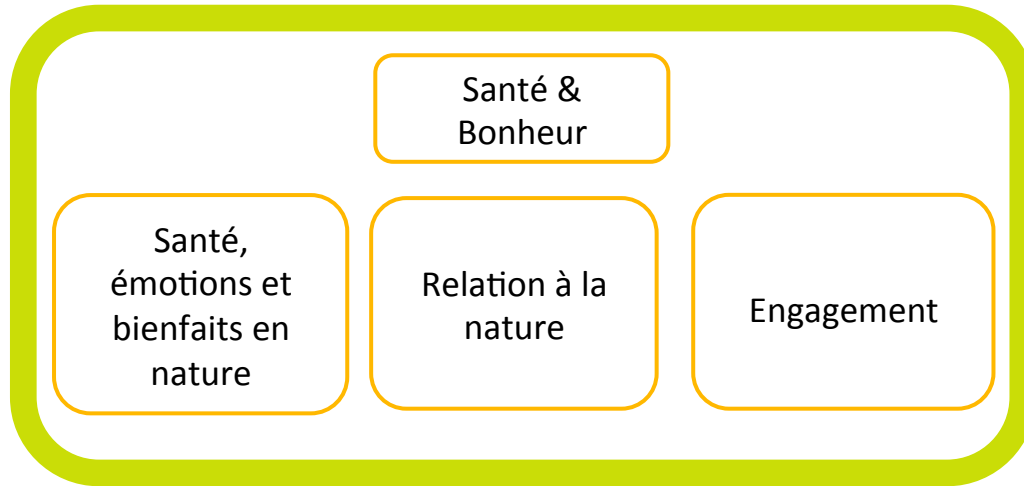 Santé &
Bonheur
Santé,
émotions et
bienfaits en
nature
Relation à la
nature
Engagement